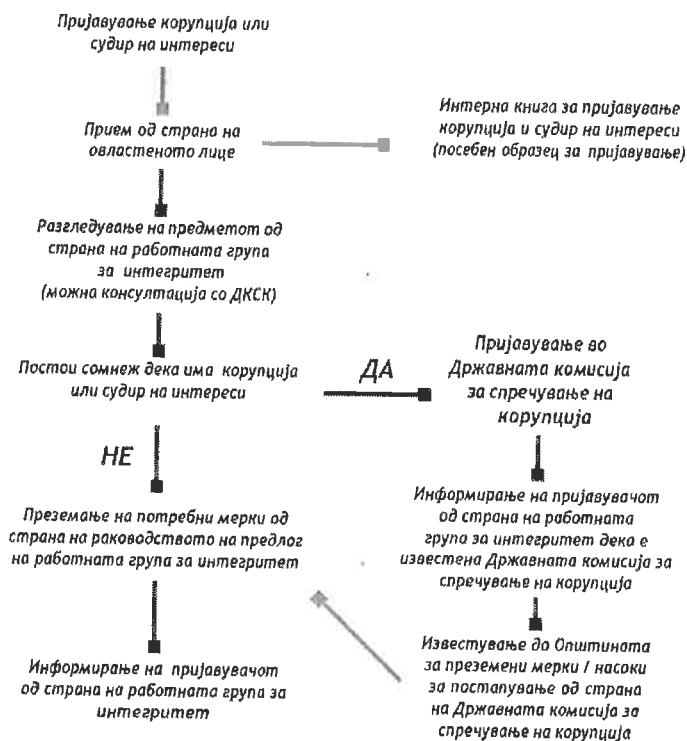 Пријавување корупција или
судир на интереси
Прием од страна на
овластеното лице
Интерна книга за пријавување
корупција и судир на интереси
(посебен образец за пријавување)
Разгледување на предметот од
страна на работната група
за интегритет
(можна консултација со ДКСК)
Постои сомнеж дека има корупција
или судир на интереси
ДА
Пријавување во
Државната комисија
за спречување на
корупција
НЕ
Преземање на потребни мерки од
страна на раководството на предлог
на работната група за интегритет
Информирање на пријавувачот
од страна на работната
група за интегритет дека е
известена Државната комисија за
спречување на корупција
Информирање на пријавувачот
од страна на работната група за
интегритет
Известување до Општината
за преземени мерки / насоки
за постапување од страна
на Државната комисија за
спречување на корупција